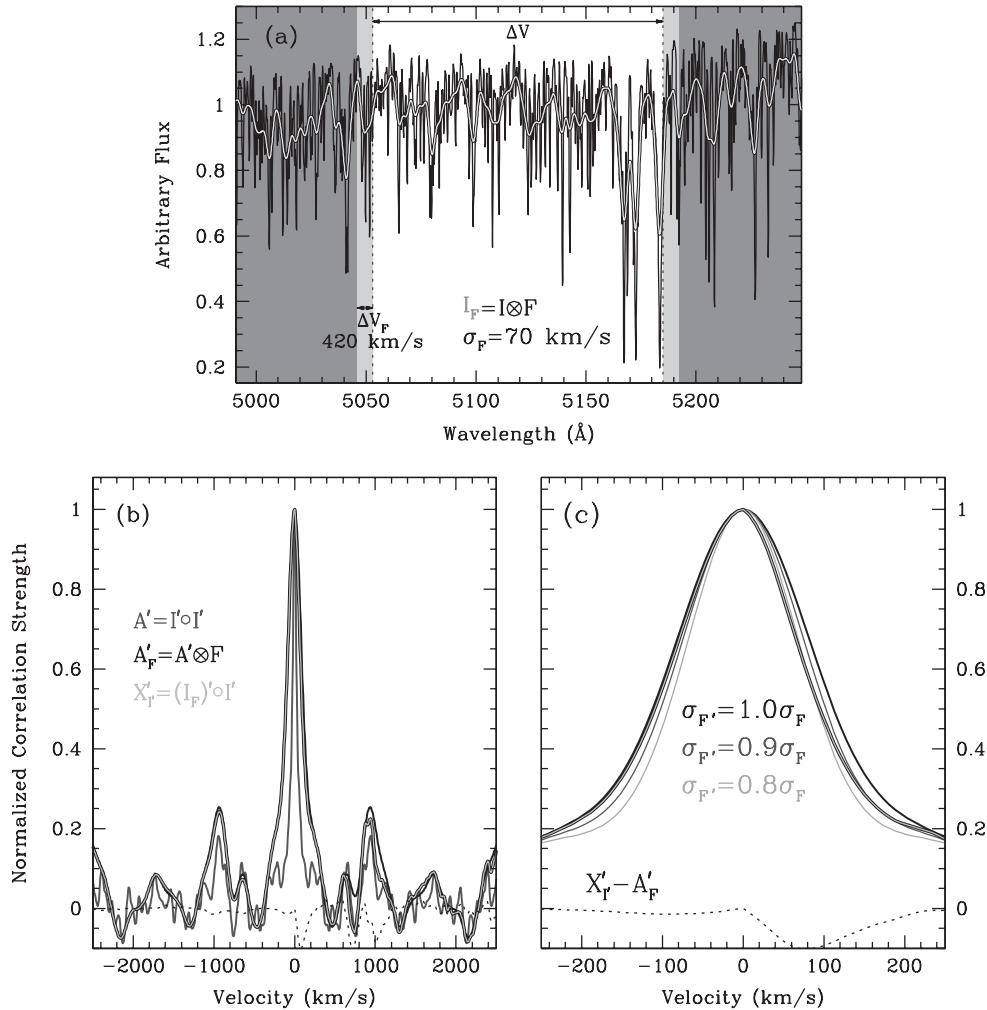 (a)
ΔV
1.2
1
0.8
0.6
0.4
0.2
Arbitrary Flux
ΔV_F
420 km/s
I_F=I⊗F
σ_F=70 km/s
5000 5050 5100 5150 5200
Wavelength (Å)
(b)
1
0.8
0.6
0.4
0.2
0
Normalized Correlation Strength
A′=I′∘I′
A′_F=A′⊗F
X′_I′=(I_F)′∘I′
-2000 -1000 0 1000 2000
Velocity (km/s)
(c)
1
0.8
0.6
0.4
0.2
0
σ_F′=1.0σ_F
σ_F′=0.9σ_F
σ_F′=0.8σ_F
X′_I′-A′_F
-200 -100 0 100 200
Velocity (km/s)